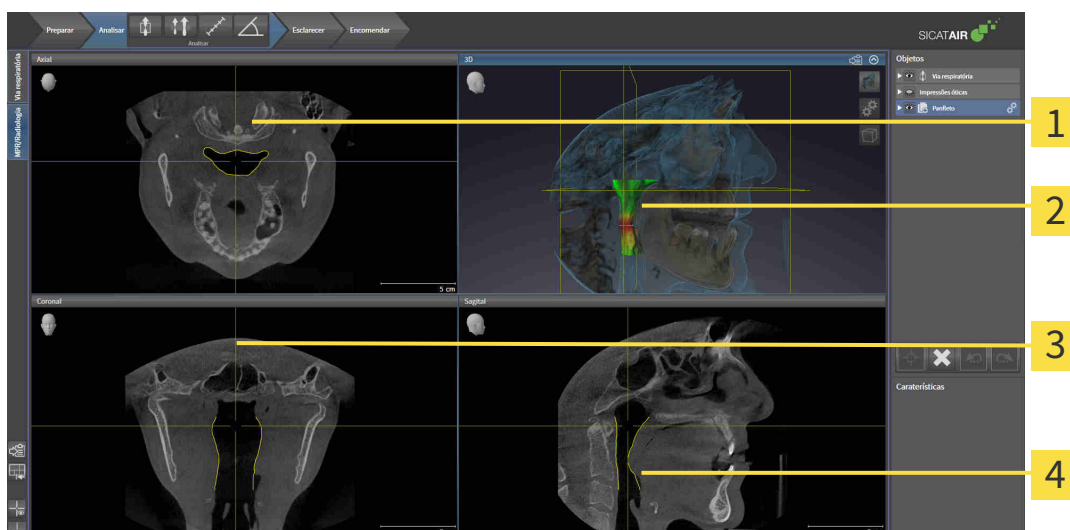 Preparar
Analisar
Analisar
Esclarecer
Encomendar
SICATAIR
Via respiratória
MPR/Radiologia
Axial
5 cm
3D
Coronal
Sagital
Objetos
Via respiratória
Impressões óticas
PanReto
Caraterísticas
1
2
3
4